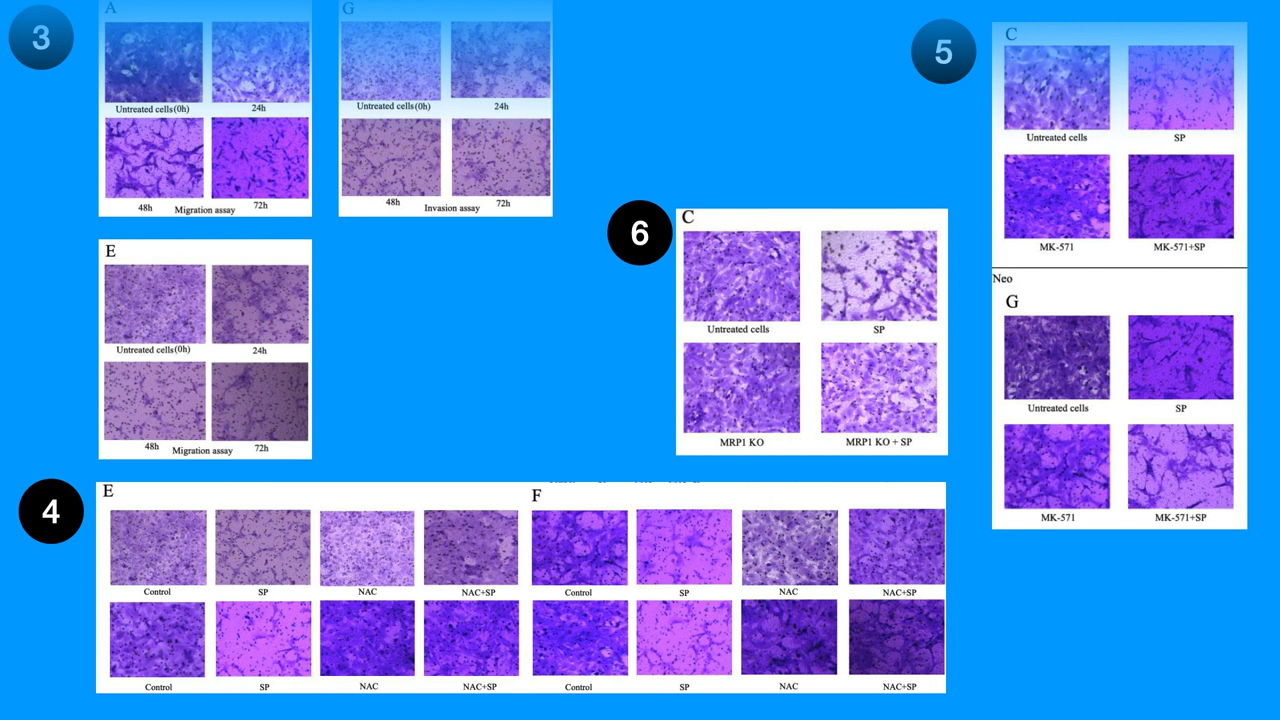 3
A
Untreated cells(0h)
24h
48h
Migration assay
72h
G
Untreated cells(0h)
24h
48h
Invasion assay
72h
E
Untreated cells(0h)
24h
48h
Migration assay
72h
5
C
Untreated cells
SP
MK-571
MK-571+SP
Neo
G
Untreated cells
SP
MK-571
MK-571+SP
6
C
Untreated cells
SP
MRP1 KO
MRP1 KO + SP
4
E
F
Control
SP
NAC
NAC+SP
Control
SP
NAC
NAC+SP
Control
SP
NAC
NAC+SP
Control
SP
NAC
NAC+SP